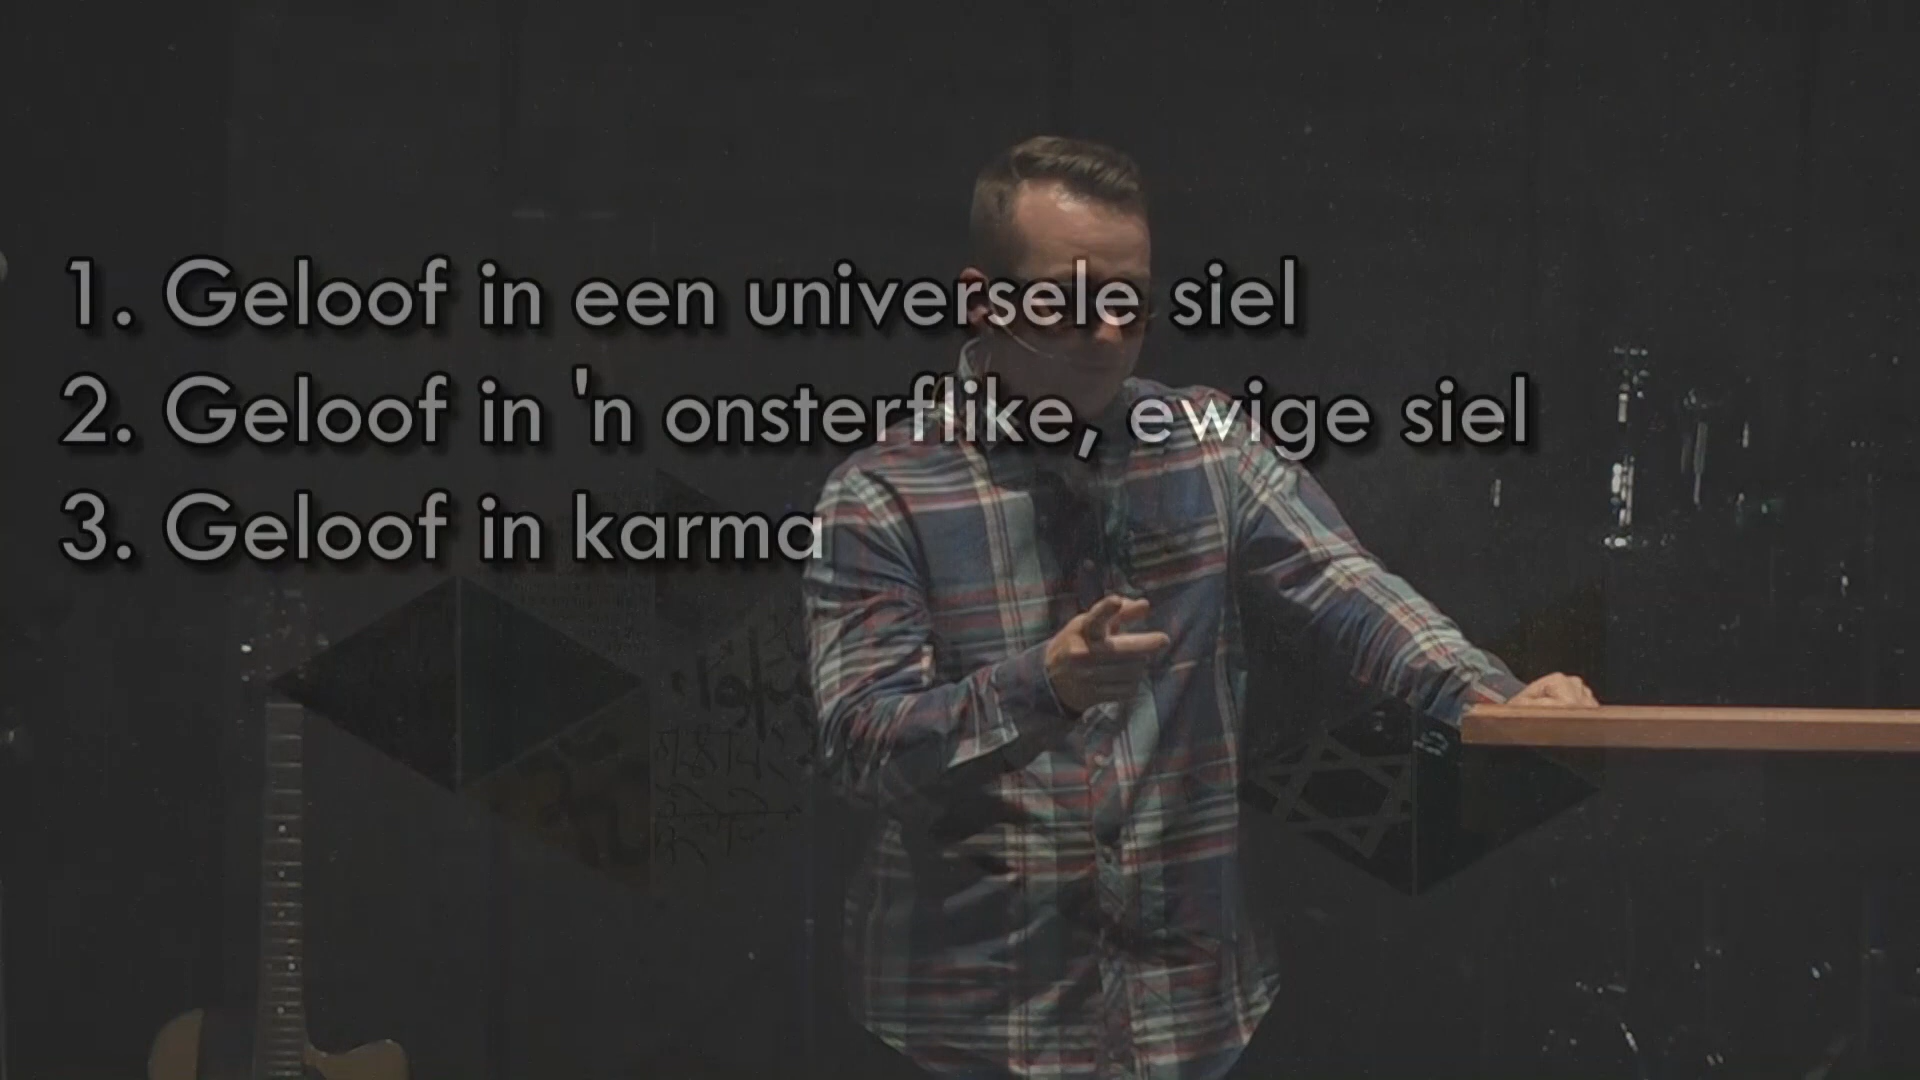 1. Geloof in een universele siel
2. Geloof in 'n onsterflike, ewige siel
3. Geloof in karma